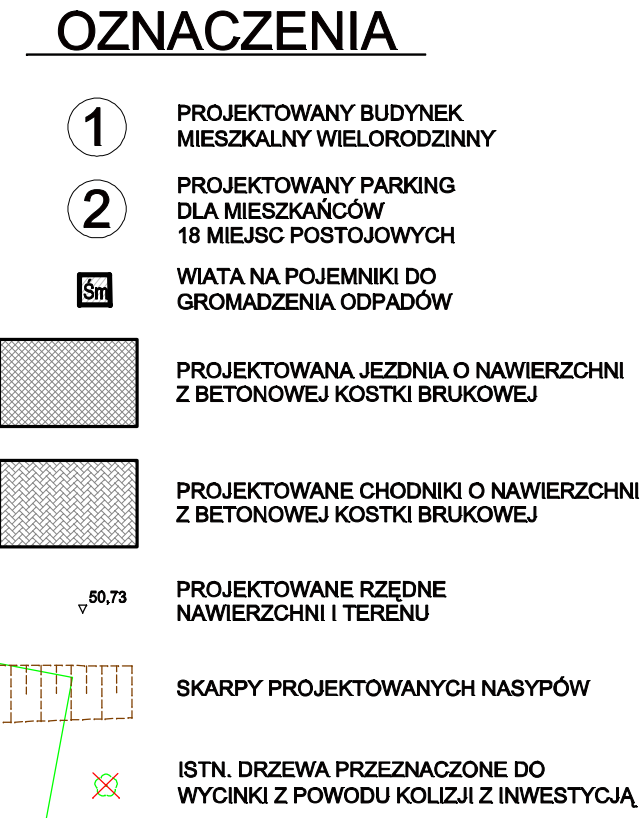 OZNACZENIA
1 PROJEKTOWANY BUDYNEK
MIESZKALNY WIELORODZINNY
2 PROJEKTOWANY PARKING
DLA MIESZKAŃCÓW
18 MIEJSC POSTOJOWYCH
Śm WIATA NA POJEMNIKI DO
GROMADZENIA ODPADÓW
PROJEKTOWANA JEZDNIA O NAWIERZCHNI
Z BETONOWEJ KOSTKI BRUKOWEJ
PROJEKTOWANE CHODNIKI O NAWIERZCHNI
Z BETONOWEJ KOSTKI BRUKOWEJ
50,73 PROJEKTOWANE RZĘDNE
NAWIERZCHNI I TERENU
SKARPY PROJEKTOWANYCH NASYPÓW
ISTN. DRZEWA PRZEZNACZONE DO
WYCINKI Z POWODU KOLIZJI Z INWESTYCJĄ